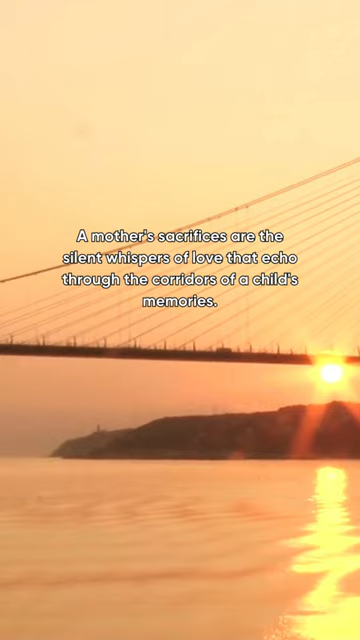 A mother's sacrifices are the
silent whispers of love that echo
through the corridors of a child's
memories.